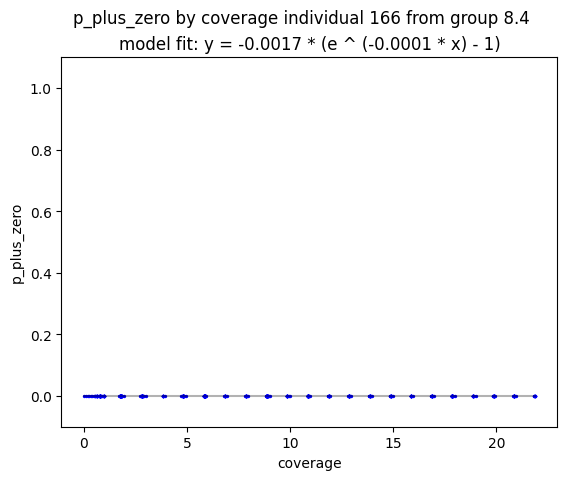 p_plus_zero by coverage individual 166 from group 8.4
model fit: y = -0.0017 * (e ^ (-0.0001 * x) - 1)
1.0
0.8
0.6
0.4
0.2
0.0
p_plus_zero
0 5 10 15 20
coverage